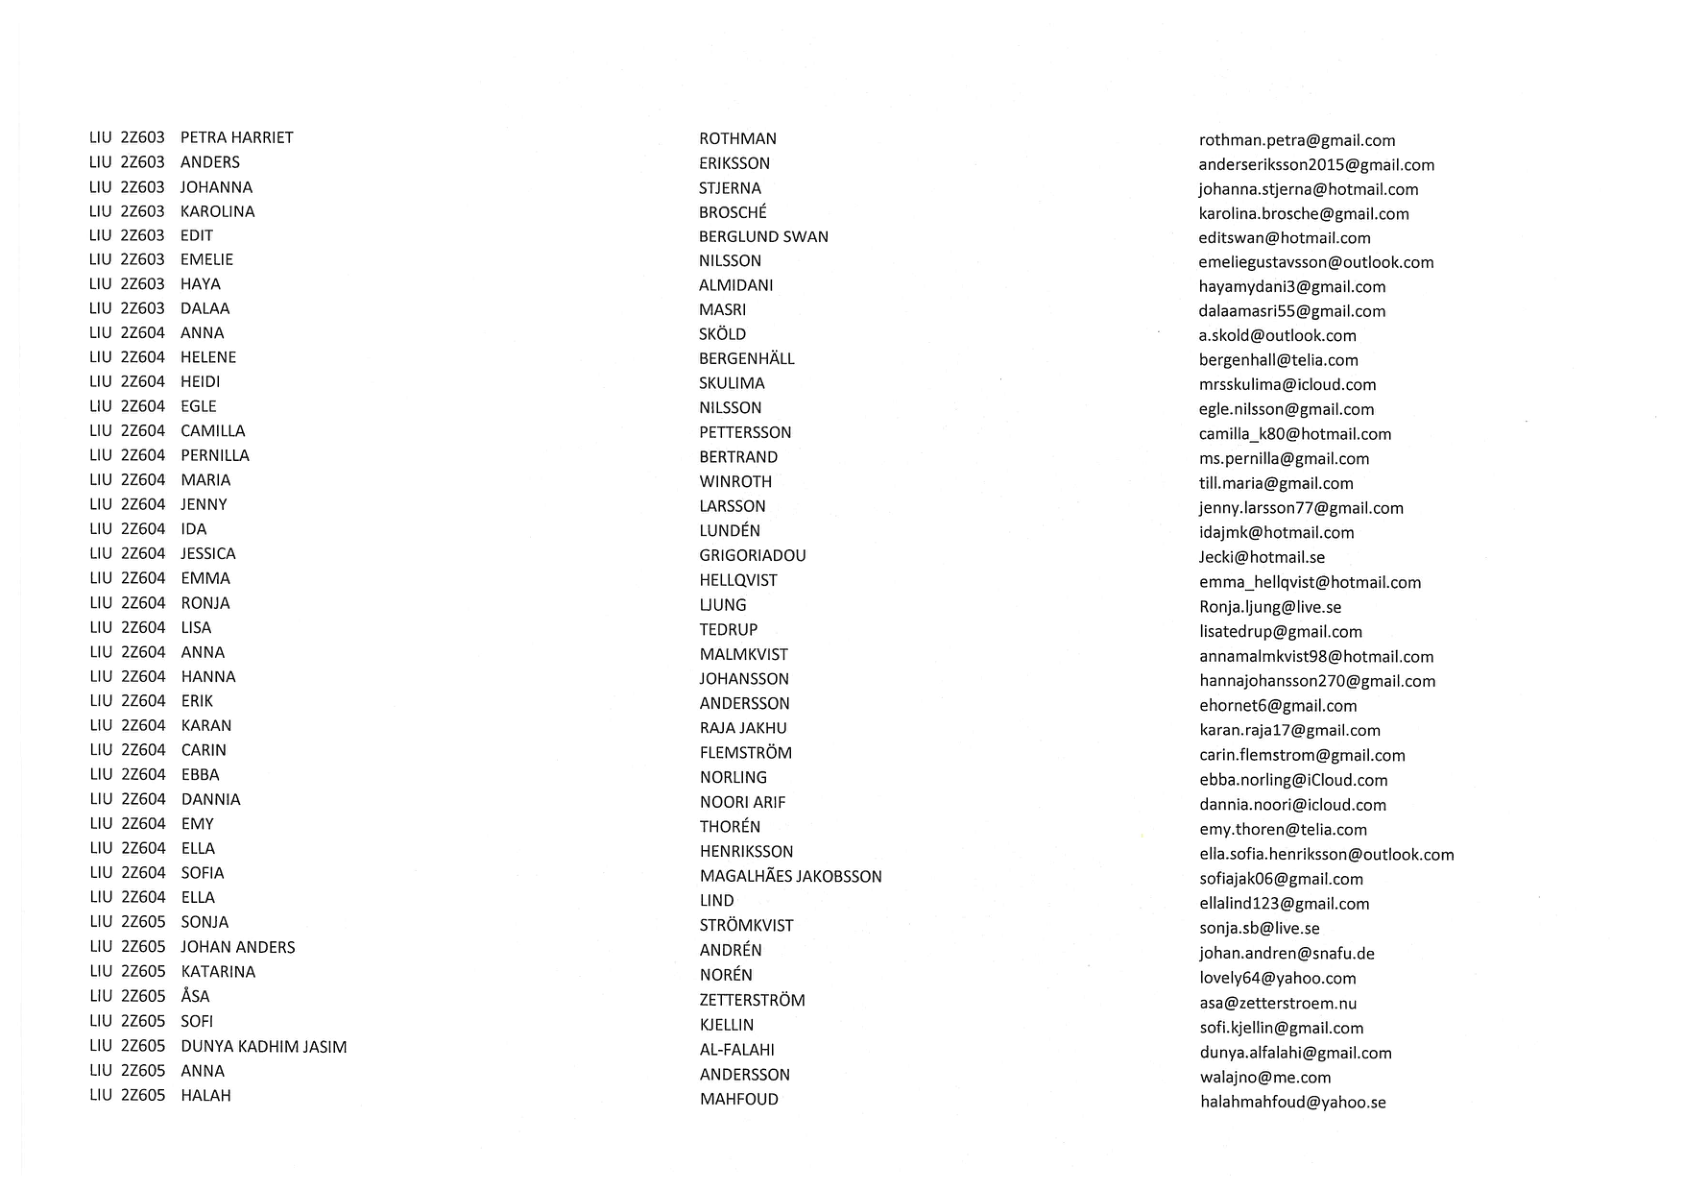 LIU 2Z603 PETRA HARRIET ROTHMAN rothman.petra@gmail.com
LIU 2Z603 ANDERS ERIKSSON anderseriksson2015@gmail.com
LIU 2Z603 JOHANNA STJERNA johanna.stjerna@hotmail.com
LIU 2Z603 KAROLINA BROSCHÉ karolina.brosche@gmail.com
LIU 2Z603 EDIT BERGLUND SWAN editswan@hotmail.com
LIU 2Z603 EMELIE NILSSON emeliegustavsson@outlook.com
LIU 2Z603 HAYA ALMIDANI hayamydani3@gmail.com
LIU 2Z603 DALAA MASRI dalaamasri55@gmail.com
LIU 2Z604 ANNA SKÖLD a.skold@outlook.com
LIU 2Z604 HELENE BERGENHÄLL bergenhall@telia.com
LIU 2Z604 HEIDI SKULIMA mrsskulima@icloud.com
LIU 2Z604 EGLE NILSSON egle.nilsson@gmail.com
LIU 2Z604 CAMILLA PETTERSSON camilla_k80@hotmail.com
LIU 2Z604 PERNILLA BERTRAND ms.pernilla@gmail.com
LIU 2Z604 MARIA WINROTH till.maria@gmail.com
LIU 2Z604 JENNY LARSSON jenny.larsson77@gmail.com
LIU 2Z604 IDA LUNDÉN idajmk@hotmail.com
LIU 2Z604 JESSICA GRIGORIADOU Jecki@hotmail.se
LIU 2Z604 EMMA HELLQVIST emma_hellqvist@hotmail.com
LIU 2Z604 RONJA LJUNG Ronja.ljung@live.se
LIU 2Z604 LISA TEDRUP lisatedrup@gmail.com
LIU 2Z604 ANNA MALMKVIST annamalmkvist98@hotmail.com
LIU 2Z604 HANNA JOHANSSON hannajohansson270@gmail.com
LIU 2Z604 ERIK ANDERSSON ehornet6@gmail.com
LIU 2Z604 KARAN RAJA JAKHU karan.raja17@gmail.com
LIU 2Z604 CARIN FLEMSTRÖM carin.flemstrom@gmail.com
LIU 2Z604 EBBA NORLING ebba.norling@iCloud.com
LIU 2Z604 DANNIA NOORI ARIF dannia.noori@icloud.com
LIU 2Z604 EMY THORÉN emy.thoren@telia.com
LIU 2Z604 ELLA HENRIKSSON ella.sofia.henriksson@outlook.com
LIU 2Z604 SOFIA MAGALHÃES JAKOBSSON sofiajak06@gmail.com
LIU 2Z604 ELLA LIND ellalind123@gmail.com
LIU 2Z605 SONJA STRÖMKVIST sonja.sb@live.se
LIU 2Z605 JOHAN ANDERS ANDRÉN johan.andren@snafu.de
LIU 2Z605 KATARINA NORÉN lovely64@yahoo.com
LIU 2Z605 ÅSA ZETTERSTRÖM asa@zetterstroem.nu
LIU 2Z605 SOFI KJELLIN sofi.kjellin@gmail.com
LIU 2Z605 DUNYA KADHIM JASIM AL-FALAHI dunya.alfalahi@gmail.com
LIU 2Z605 ANNA ANDERSSON walajno@me.com
LIU 2Z605 HALAH MAHFOUD halahmahfoud@yahoo.se